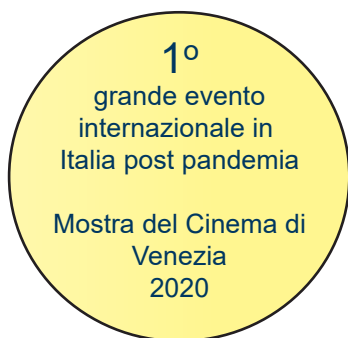 1º
grande evento
internazionale in
Italia post pandemia
Mostra del Cinema di
Venezia
2020